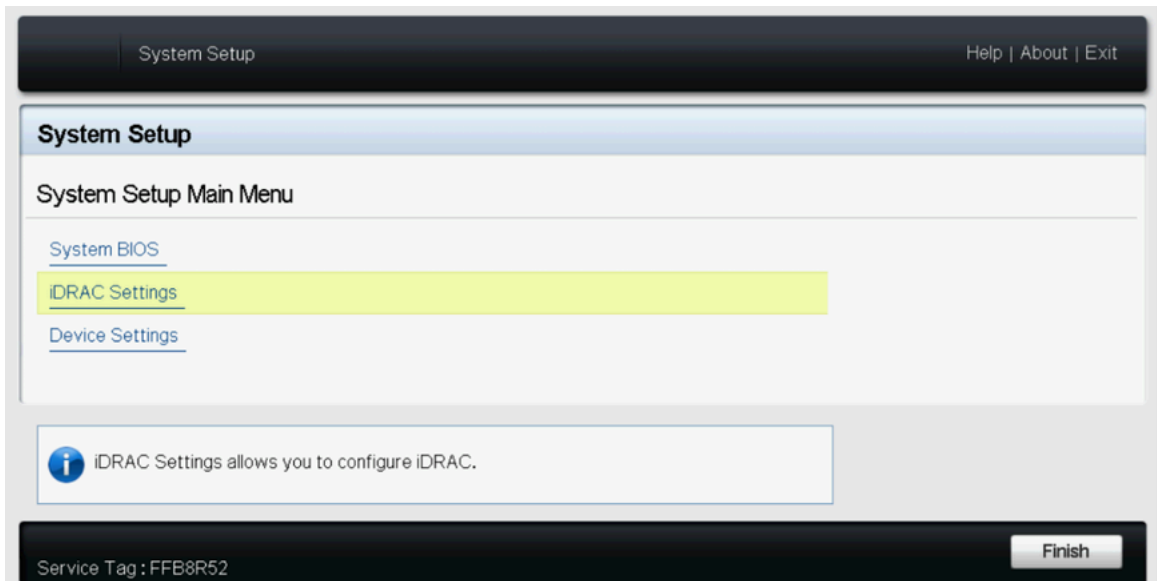 System Setup
Help | About | Exit
System Setup
System Setup Main Menu
System BIOS
iDRAC Settings
Device Settings
iDRAC Settings allows you to configure iDRAC.
Service Tag : FFB8R52
Finish